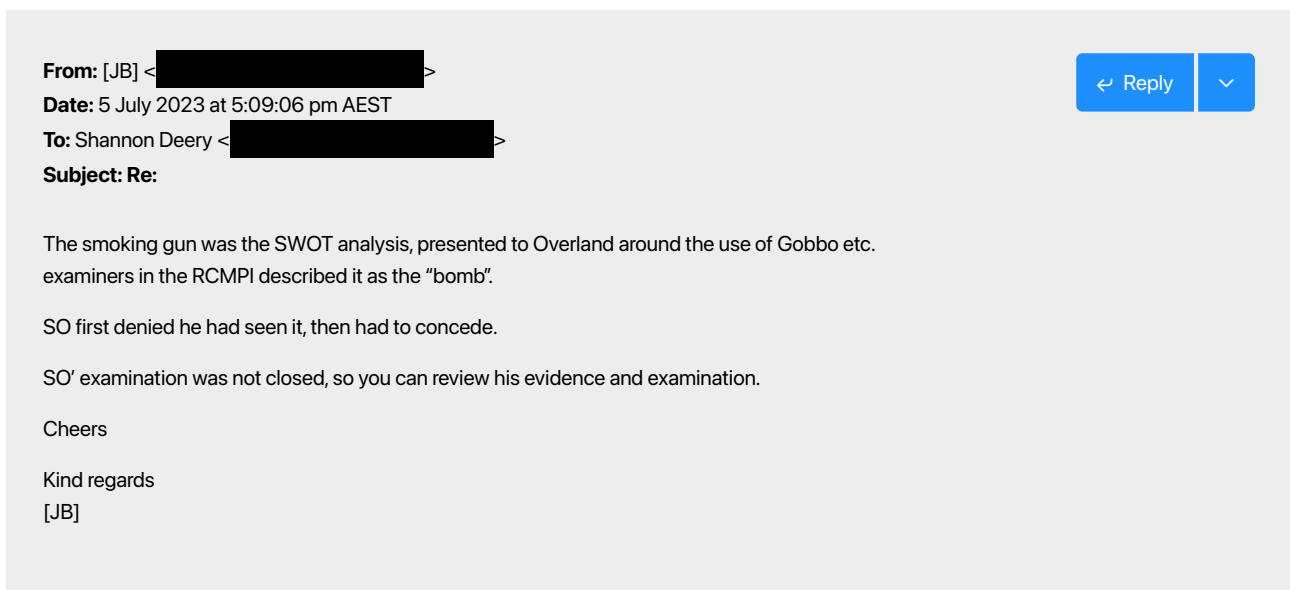 From: [JB] < >
Reply
Date: 5 July 2023 at 5:09:06 pm AEST
To: Shannon Deery < >
Subject: Re:
The smoking gun was the SWOT analysis, presented to Overland around the use of Gobbo etc.
examiners in the RCMPI described it as the “bomb”.
SO first denied he had seen it, then had to concede.
SO’ examination was not closed, so you can review his evidence and examination.
Cheers
Kind regards
[JB]